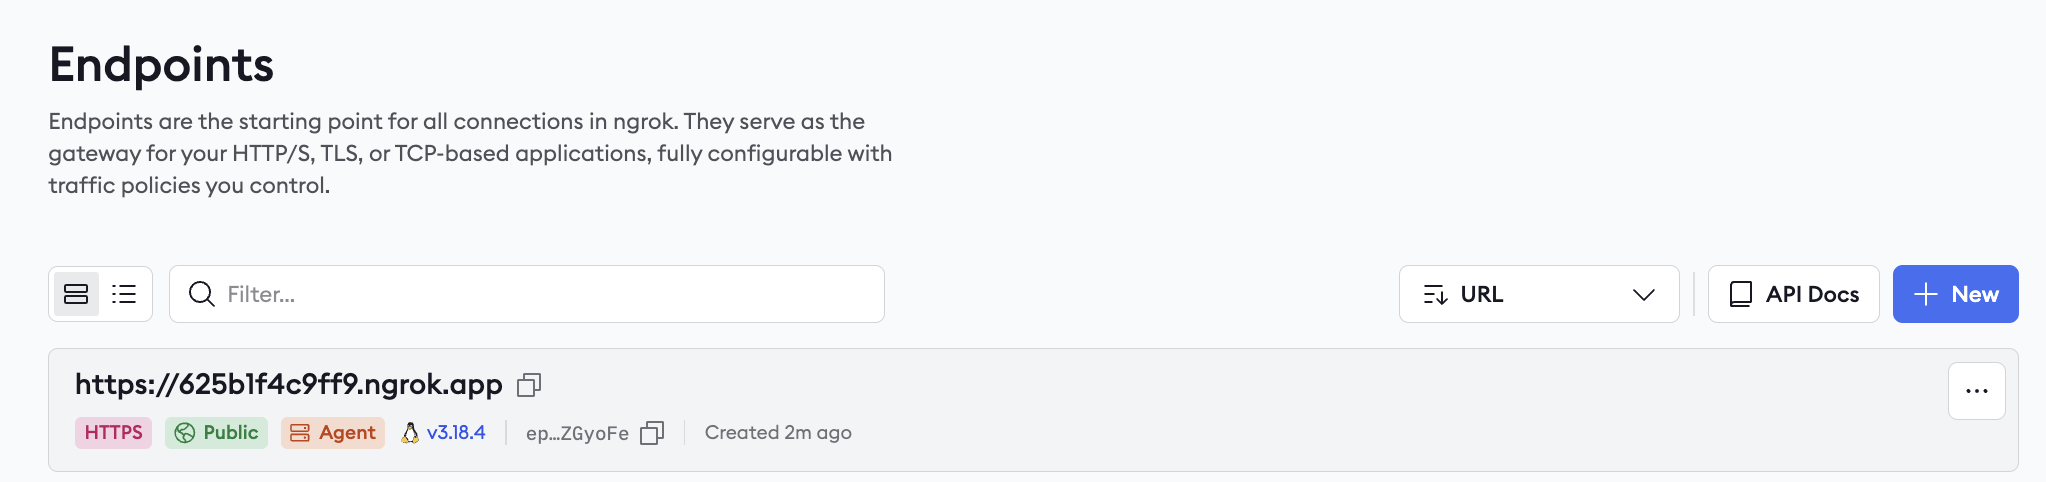 Endpoints
Endpoints are the starting point for all connections in ngrok. They serve as the
gateway for your HTTP/S, TLS, or TCP-based applications, fully configurable with
traffic policies you control.
Filter...
URL
API Docs
New
https://625b1f4c9ff9.ngrok.app
HTTPS Public Agent v3.18.4 ep…ZGyoFe Created 2m ago